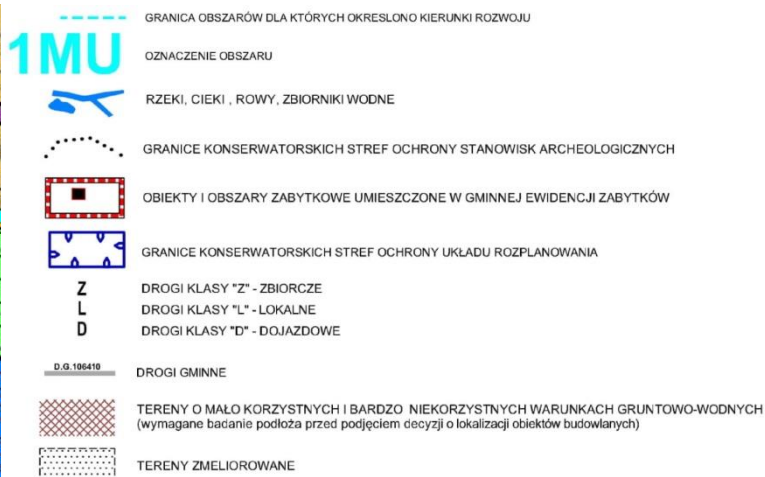 GRANICA OBSZARÓW DLA KTÓRYCH OKRESLONO KIERUNKI ROZWOJU
1MU OZNACZENIE OBSZARU
RZEKI, CIEKI , ROWY, ZBIORNIKI WODNE
GRANICE KONSERWATORSKICH STREF OCHRONY STANOWISK ARCHEOLOGICZNYCH
OBIEKTY I OBSZARY ZABYTKOWE UMIESZCZONE W GMINNEJ EWIDENCJI ZABYTKÓW
GRANICE KONSERWATORSKICH STREF OCHRONY UKŁADU ROZPLANOWANIA
Z DROGI KLASY "Z" - ZBIORCZE
L DROGI KLASY "L" - LOKALNE
D DROGI KLASY "D" - DOJAZDOWE
D.G.106410 DROGI GMINNE
TERENY O MAŁO KORZYSTNYCH I BARDZO NIEKORZYSTNYCH WARUNKACH GRUNTOWO-WODNYCH
(wymagane badanie podłoża przed podjęciem decyzji o lokalizacji obiektów budowlanych)
TERENY ZMELIOROWANE